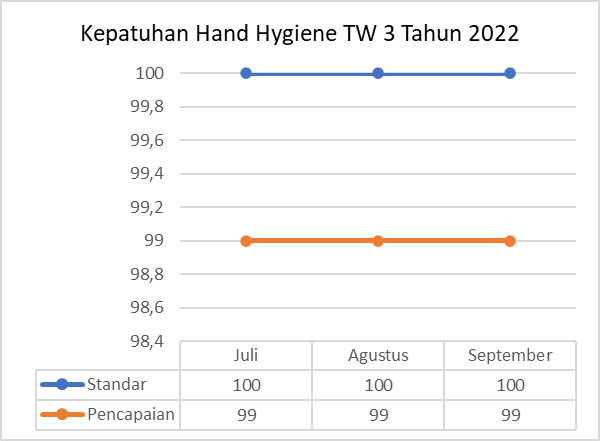 Kepatuhan Hand Hygiene TW 3 Tahun 2022
100
99,8
99,6
99,4
99,2
99
98,8
98,6
98,4
Juli Agustus September
Standar 100 100 100
Pencapaian 99 99 99